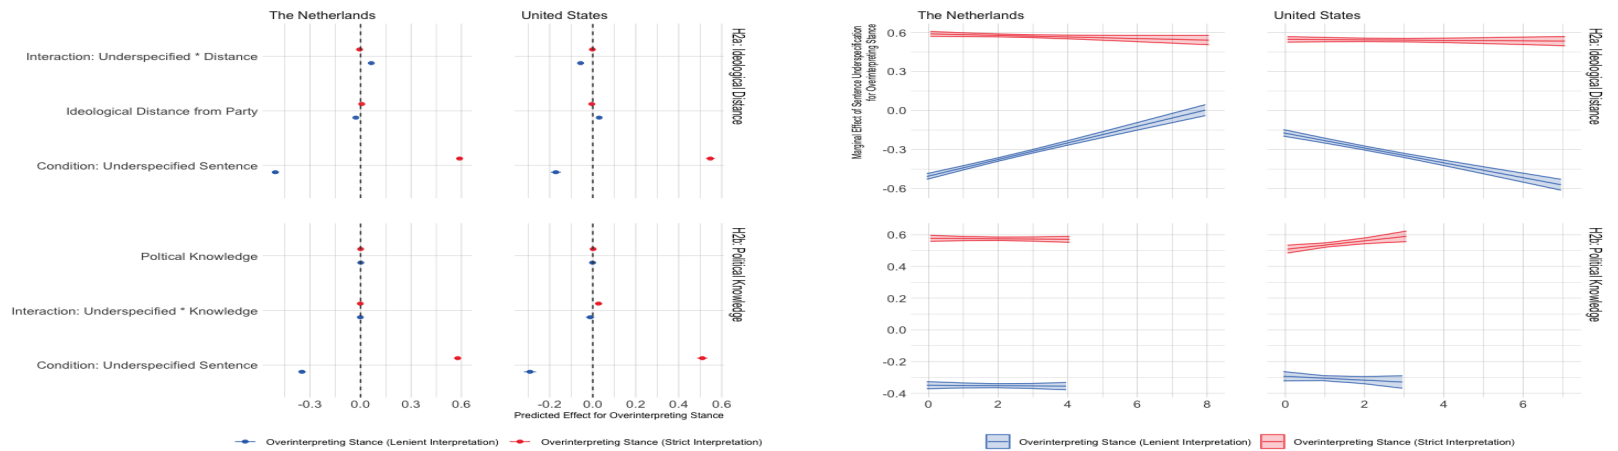 The Netherlands
United States
Interaction: Underspecified * Distance
Ideological Distance from Party
Condition: Underspecified Sentence
H2a: Ideological Distance
Poltical Knowledge
Interaction: Underspecified * Knowledge
Condition: Underspecified Sentence
H2b: Political Knowledge
-0.3
0.0
0.3
0.6
-0.2
0.0
0.2
0.4
0.6
Predicted Effect for Overinterpreting Stance
Overinterpreting Stance (Lenient Interpretation)
Overinterpreting Stance (Strict Interpretation)
The Netherlands
United States
Marginal Effect of Sentence Underspecification
for Overinterpreting Stance
0.6
0.3
0.0
-0.3
-0.6
H2a: Ideological Distance
0.6
0.4
0.2
0.0
-0.2
-0.4
H2b: Political Knowledge
0
2
4
6
8
0
2
4
6
Overinterpreting Stance (Lenient Interpretation)
Overinterpreting Stance (Strict Interpretation)